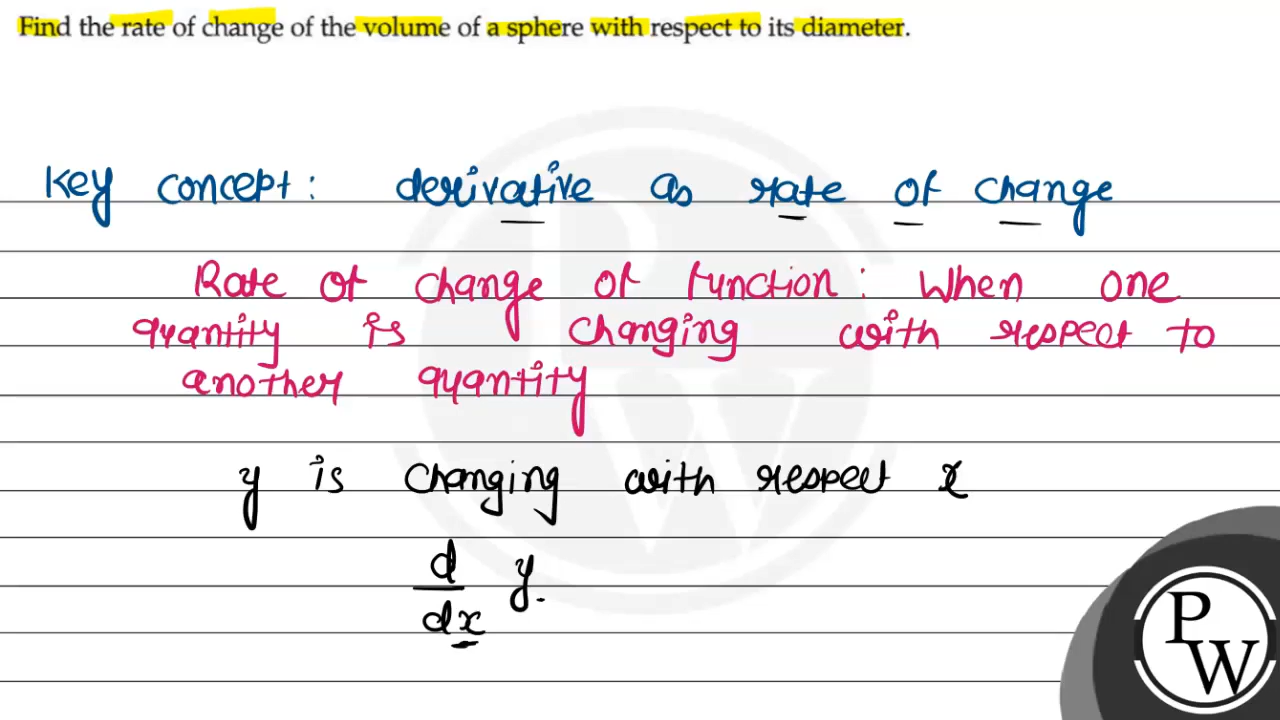 Find the rate of change of the volume of a sphere with respect to its diameter.
Key concept: derivative as rate of change
Rate of change of function: When one
quantity is changing with respect to
another quantity
y is changing with respect x
d/dx y.
P
W